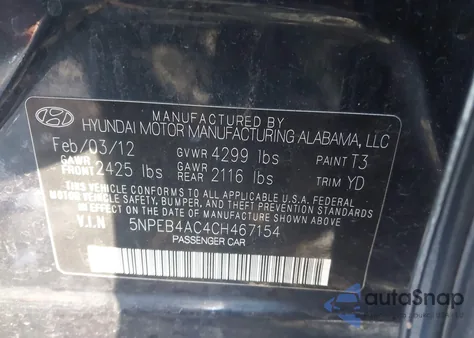 MANUFACTURED BY
HYUNDAI MOTOR MANUFACTURING ALABAMA, LLC
Feb/03/12 GVWR 4299 lbs PAINT T3
GAWR FRONT 2425 lbs GAWR REAR 2116 lbs TRIM YD
THIS VEHICLE CONFORMS TO ALL APPLICABLE U.S.A FEDERAL
MOTOR VEHICLE SAFETY, BUMPER, AND THEFT PREVENTION STANDARDS
IN EFFECT ON THE DATE OF MANUFACTURE SHOWN ABOVE.
V.I.N 5NPEB4AC4CH467154
PASSENGER CAR
autoSnap